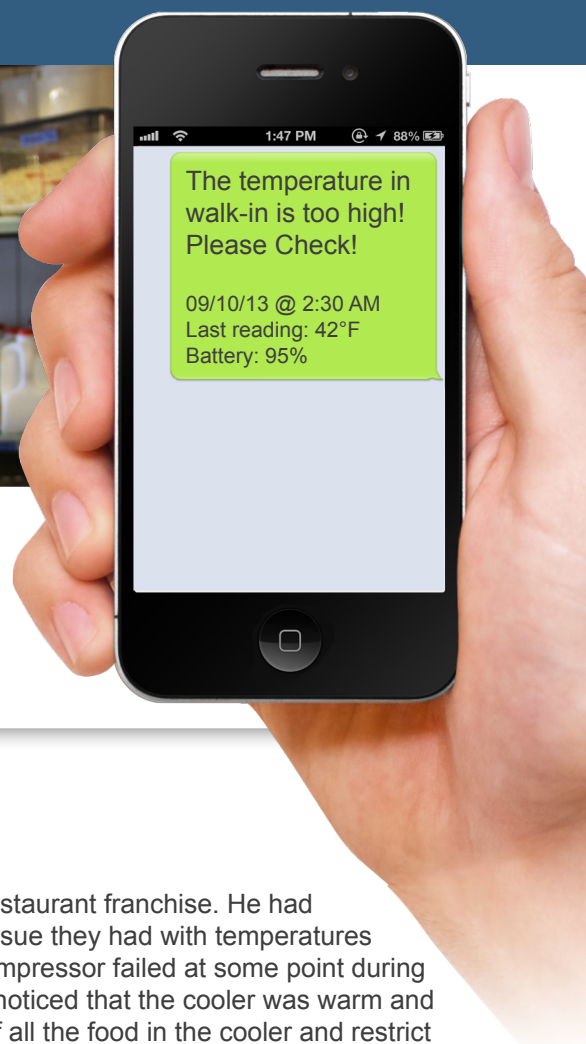 1:47 PM 88%
The temperature in
walk-in is too high!
Please Check!
09/10/13 @ 2:30 AM
Last reading: 42°F
Battery: 95%
staurant franchise. He had
sue they had with temperatures
mpressor failed at some point during
noticed that the cooler was warm and
f all the food in the cooler and restrict